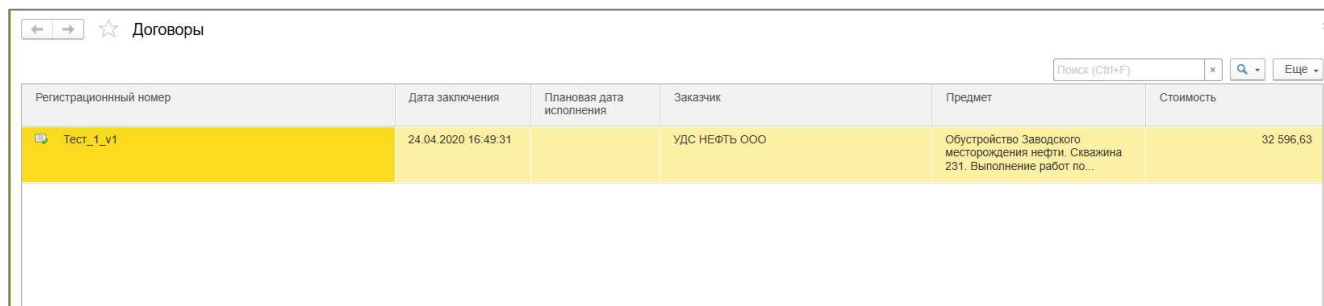 Договоры
Поиск (Ctrl+F)
Еще
Регистрационнный номер
Дата заключения
Плановая дата
исполнения
Заказчик
Предмет
Стоимость
Тест_1_v1
24.04.2020 16:49:31
УДС НЕФТЬ ООО
Обустройство Заводского
месторождения нефти. Скважина
231. Выполнение работ по...
32 596,63